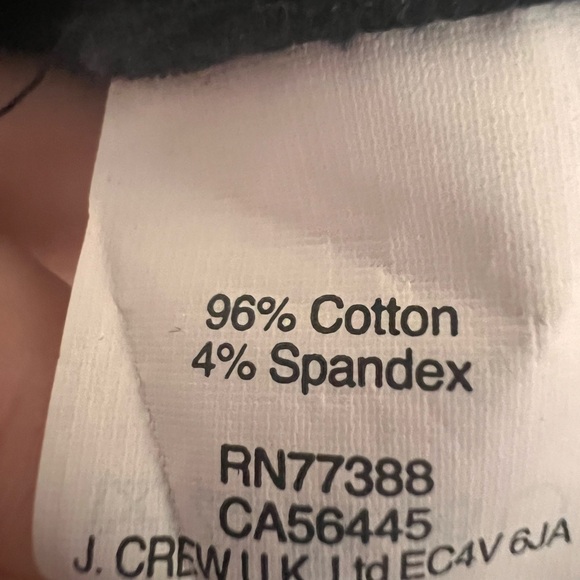 96% Cotton
4% Spandex
RN77388
CA56445
J. CREW U.K. Ltd EC4V 6JA